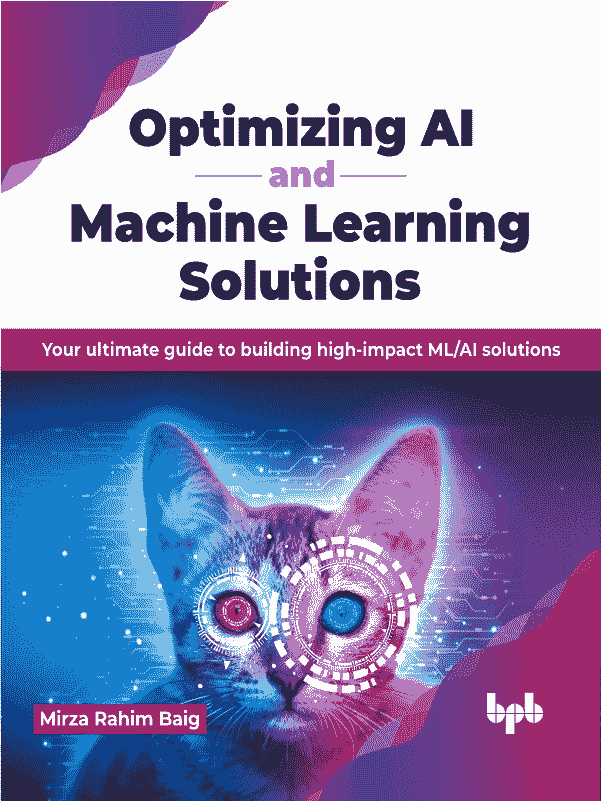 Optimizing AI
and
Machine Learning
Solutions
Your ultimate guide to building high-impact ML/AI solutions
Mirza Rahim Baig
bpb